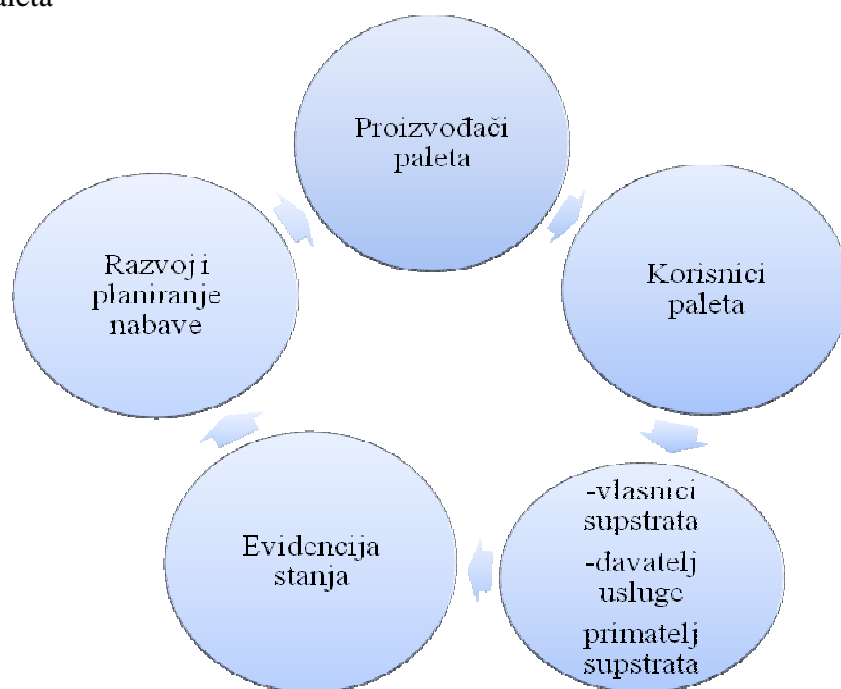 Proizvođači
paleta
Korisnici
paleta
-vlasnici
supstrata
-davatelj
usluge
primatelj
supstrata
Evidencija
stanja
Razvoj i
planiranje
nabave